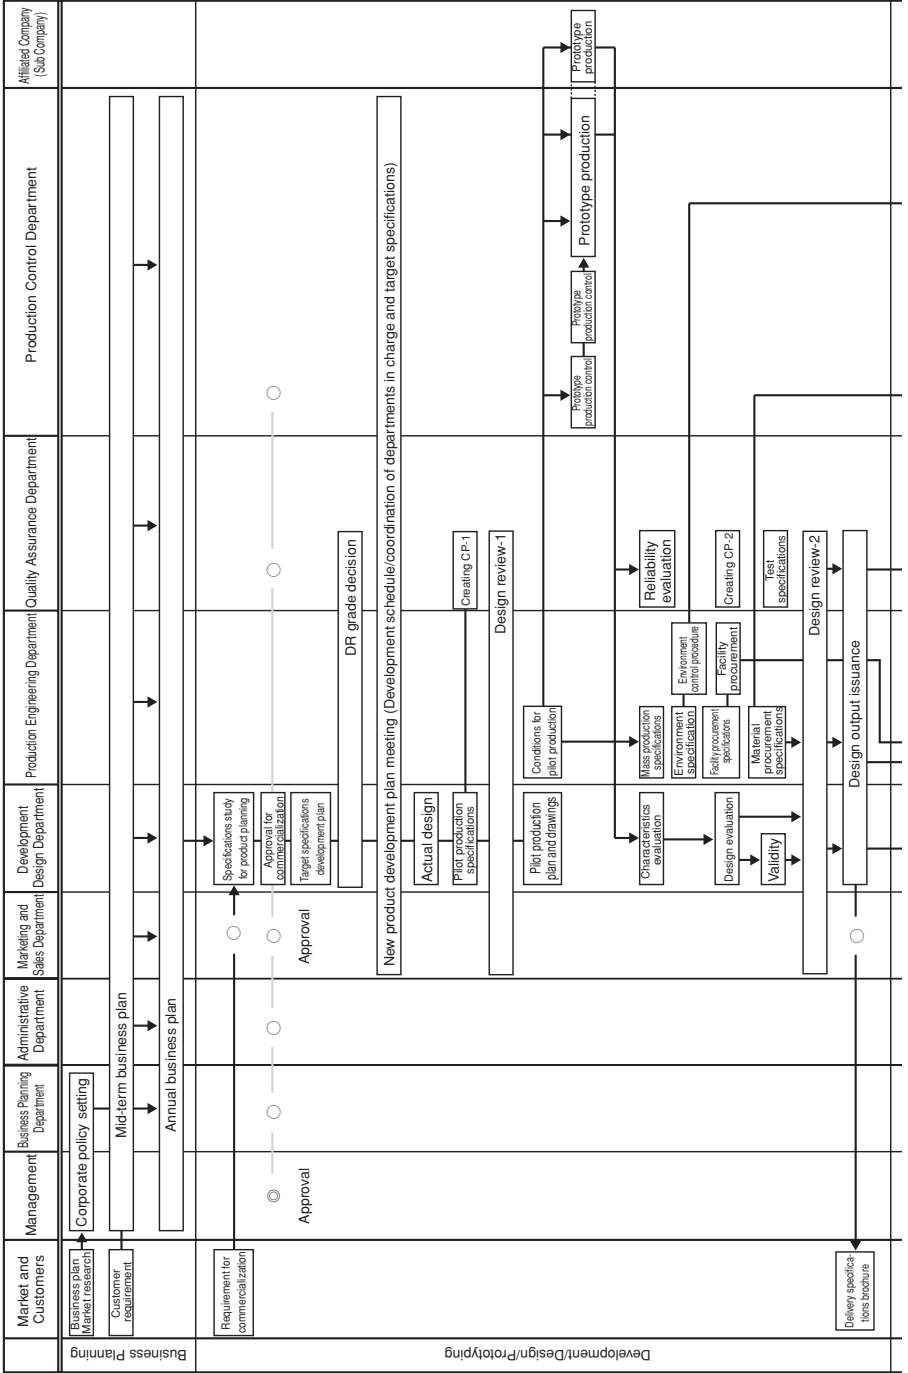 Market and
Customers
Management
Business Planning
Department
Administrative
Department
Marketing and
Sales Department
Development
Design Department
Production Engineering Department
Quality Assurance Department
Production Control Department
Affiliated Company
(Sub Company)
Business Planning
Business plan
Market research
Corporate policy setting
Customer
requirement
Mid-term business plan
Annual business plan
Development/Design/Prototyping
Requirement for
commercialization
Specifications study
for product planning
Approval for
commercialization
Approval
Approval
Target specifications
development plan
DR grade decision
New product development plan meeting (Development schedule/coordination of departments in charge and target specifications)
Actual design
Pilot production
specifications
Creating CP-1
Design review-1
Pilot production
plan and drawings
Conditions for
pilot production
Prototype
production control
Prototype
production control
Prototype production
Prototype
production
Characteristics
evaluation
Mass production
specifications
Reliability
evaluation
Environment
specification
Environment
control procedure
Design evaluation
Facility procurement
specifications
Facility
procurement
Creating CP-2
Validity
Material
procurement
specifications
Test
specifications
Design review-2
Design output issuance
Delivery specifica-
tions brochure